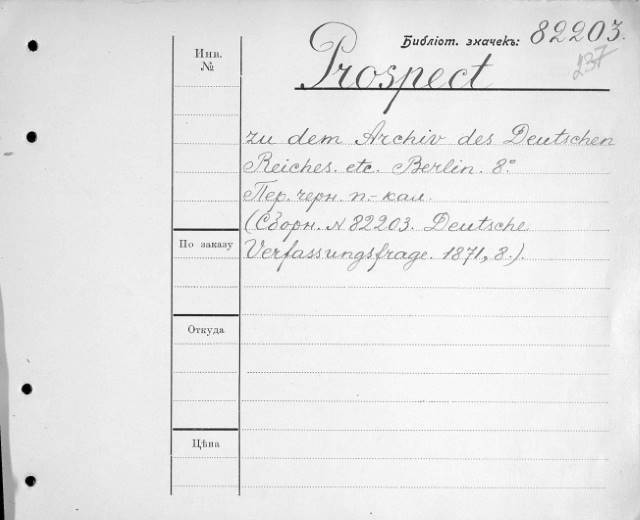 Библіот. значекъ: 82203.
237
Инв.
№
Prospect
zu dem Archiv des Deutschen
Reiches. etc. Berlin. 8°
Пер. черн. п.-кал.
(Сборн. № 82203. Deutsche
Verfassungsfrage. 1871, 8.).
По заказу
Откуда
Цѣна